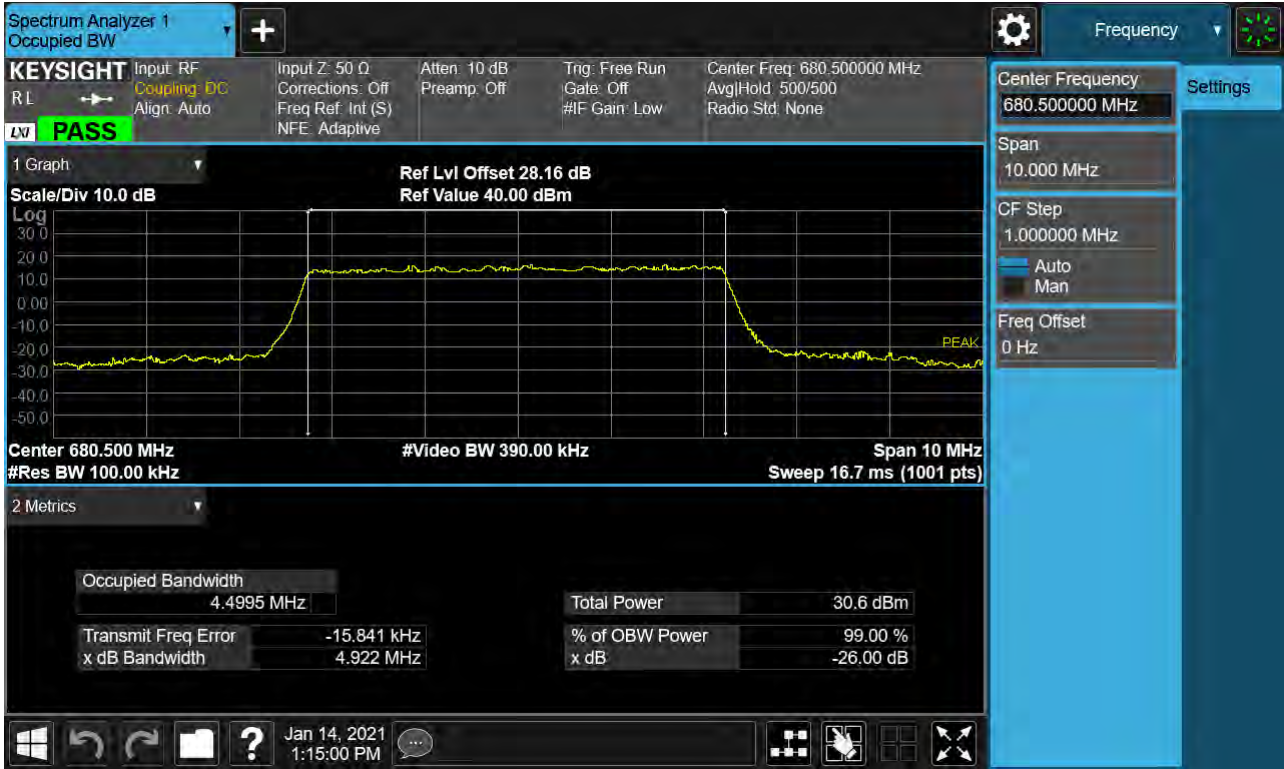 Spectrum Analyzer 1
Occupied BW
+
Frequency
KEYSIGHT
RL
LXI
PASS
Input: RF
Coupling: DC
Align: Auto
Input Z: 50 Ω
Corrections: Off
Freq Ref: Int (S)
NFE: Adaptive
Atten: 10 dB
Preamp: Off
Trig: Free Run
Gate: Off
#IF Gain: Low
Center Freq: 680.500000 MHz
Avg|Hold: 500/500
Radio Std: None
Center Frequency
680.500000 MHz
Settings
Span
10.000 MHz
CF Step
1.000000 MHz
Auto
Man
Freq Offset
0 Hz
1 Graph
Scale/Div 10.0 dB
Ref Lvl Offset 28.16 dB
Ref Value 40.00 dBm
Log
30.0
20.0
10.0
0.00
-10.0
-20.0
-30.0
-40.0
-50.0
PEAK
Center 680.500 MHz
#Video BW 390.00 kHz
Span 10 MHz
#Res BW 100.00 kHz
Sweep 16.7 ms (1001 pts)
2 Metrics
Occupied Bandwidth
4.4995 MHz
Total Power 30.6 dBm
Transmit Freq Error -15.841 kHz
% of OBW Power 99.00 %
x dB Bandwidth 4.922 MHz
x dB -26.00 dB
?
Jan 14, 2021
1:15:00 PM